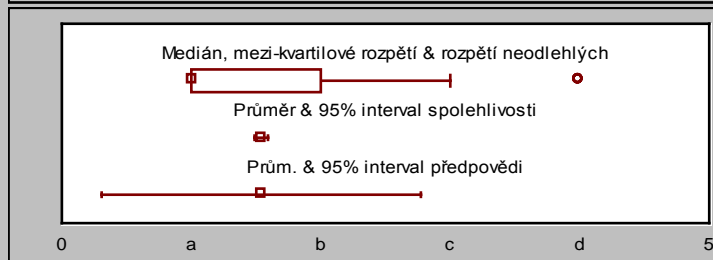 Medián, mezi-kvartilové rozpětí & rozpětí neodlehlých
Průměr & 95% interval spolehlivosti
Prům. & 95% interval předpovědi
0 a b c d 5